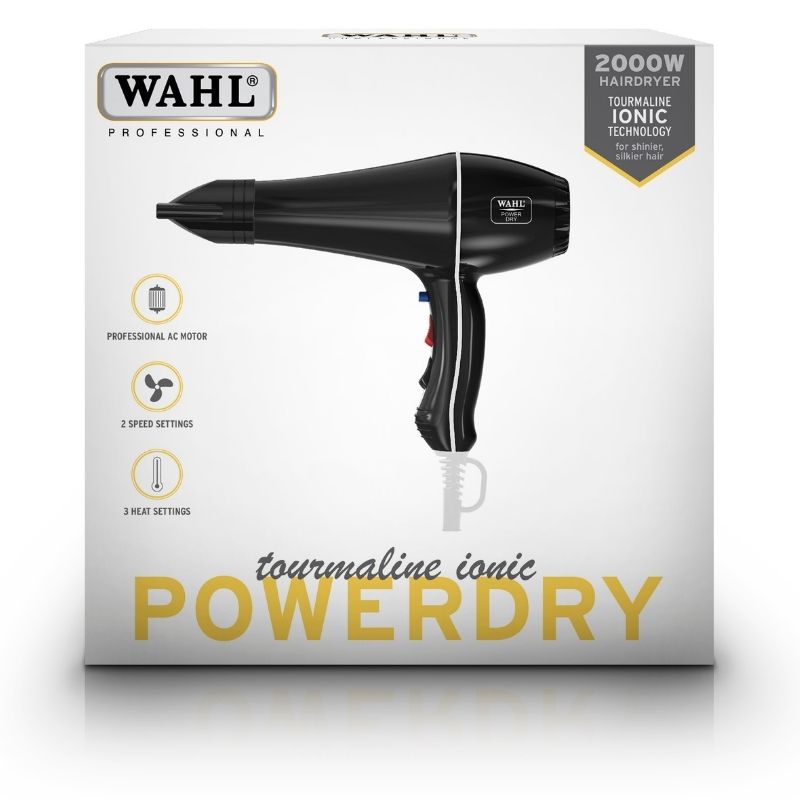 WAHL®
PROFESSIONAL
2000W
HAIRDRYER
TOURMALINE
IONIC
TECHNOLOGY
for shinier,
silkier hair
WAHL
POWER
DRY
PROFESSIONAL AC MOTOR
2 SPEED SETTINGS
3 HEAT SETTINGS
tourmaline ionic
POWERDRY